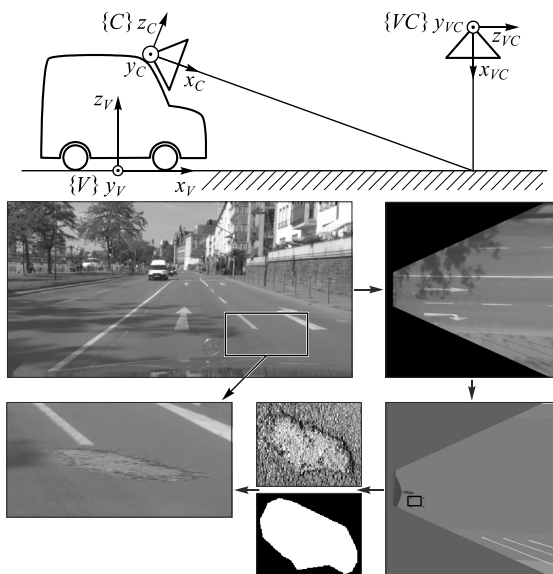 {C} z_C
{VC} y_VC
z_VC
y_C
x_C
x_VC
z_V
{V} y_V
x_V